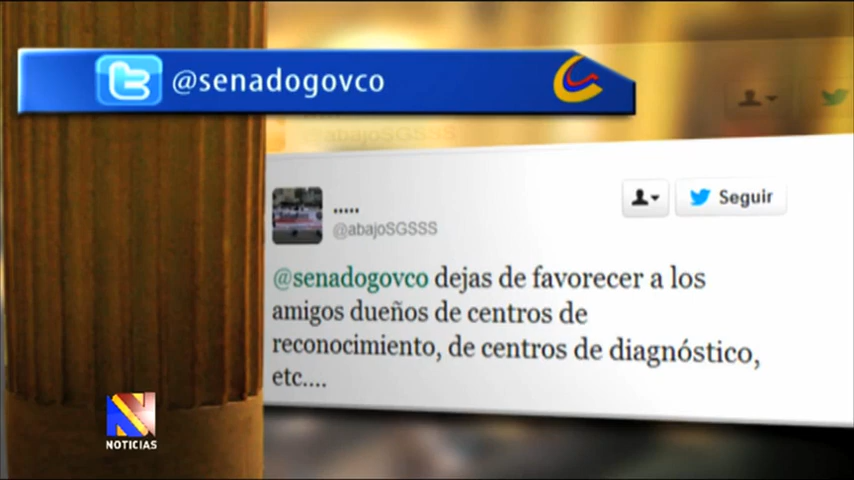 @senadogovco
@abajoSGSSS
.....
Seguir
@abajoSGSSS
@senadogovco dejas de favorecer a los
amigos dueños de centros de
reconocimiento, de centros de diagnóstico,
etc....
N
NOTICIAS